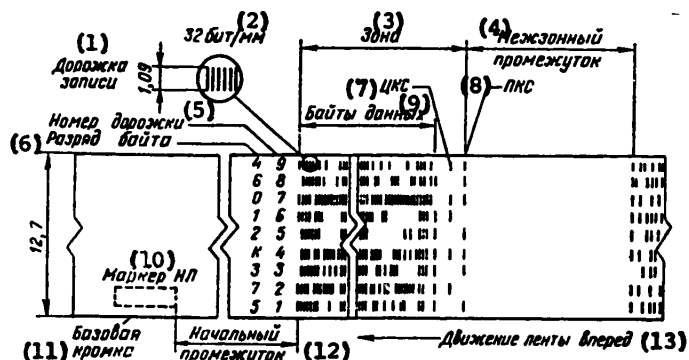 (1)
Дорожка
записи
(2)
32 бит/мм
1,09
(3)
Зона
(4)
Межзонный
промежуток
(5)
Номер дорожки
(6) Разряд байта
(7) ЦКС
(8) ПКС
(9)
Байты данных
4 9
6 8
0 7
1 6
2 5
К 4
3 3
7 2
5 1
12,7
(10)
Маркер НЛ
(11) Базовая
кромка
Начальный
промежуток (12)
Движение ленты вперед (13)